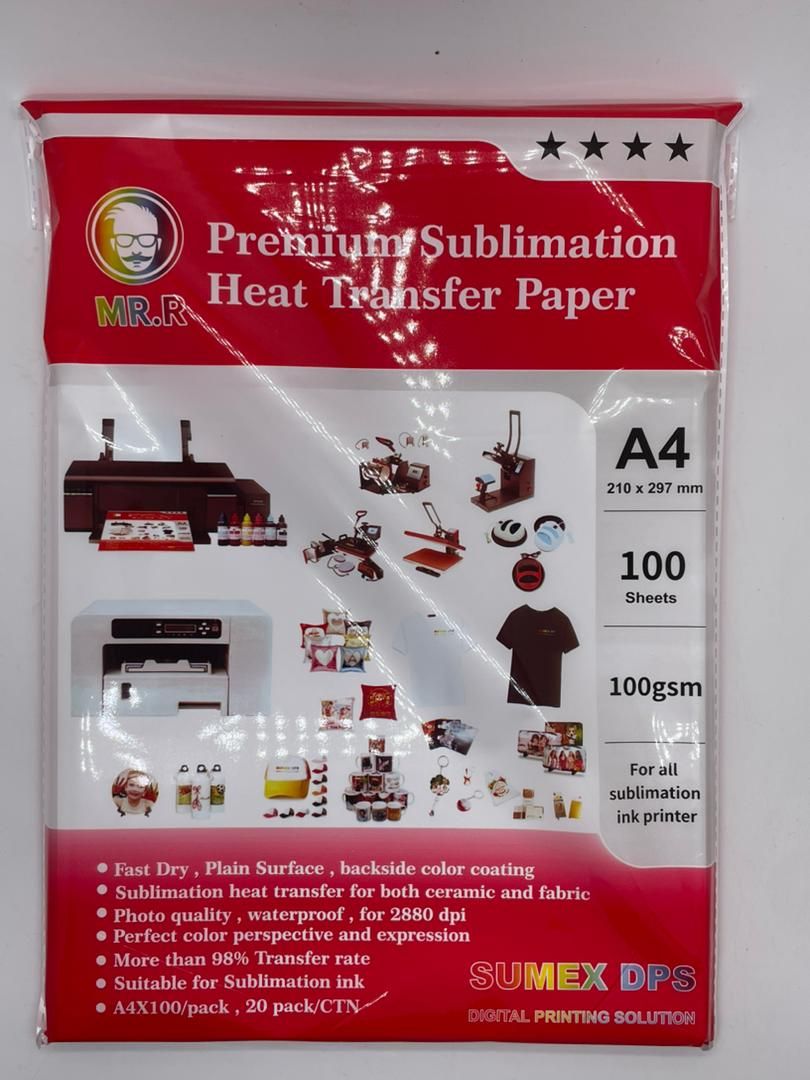 ★★★★
Premium Sublimation
Heat Transfer Paper
MR.R
A4
210 x 297 mm
100
Sheets
100gsm
For all
sublimation
ink printer
SUMEX DPS
• Fast Dry , Plain Surface , backside color coating
• Sublimation heat transfer for both ceramic and fabric
• Photo quality , waterproof , for 2880 dpi
• Perfect color perspective and expression
• More than 98% Transfer rate
• Suitable for Sublimation ink
• A4X100/pack , 20 pack/CTN
SUMEX DPS
DIGITAL PRINTING SOLUTION